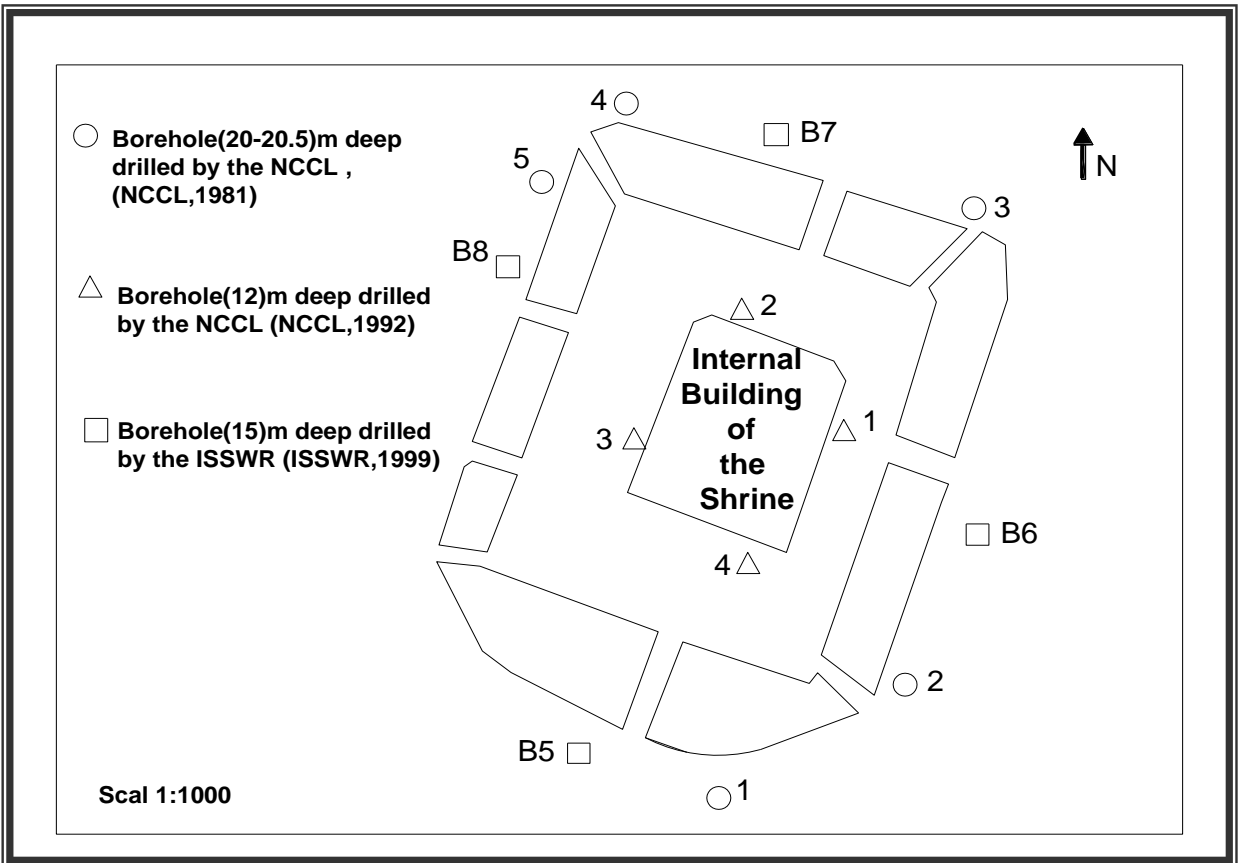 Borehole(20-20.5)m deep
drilled by the NCCL ,
(NCCL,1981)
Borehole(12)m deep drilled
by the NCCL (NCCL,1992)
Borehole(15)m deep drilled
by the ISSWR (ISSWR,1999)
4
B7
N
5
3
B8
2
Internal
Building
of
the
Shrine
1
3
B6
4
2
B5
1
Scal 1:1000